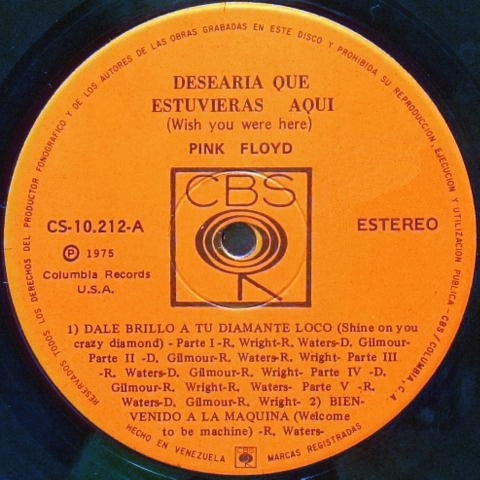 RESERVADOS TODOS LOS DERECHOS DEL PRODUCTOR FONOGRAFICO Y DE LOS AUTORES DE LAS OBRAS GRABADAS EN ESTE DISCO Y PROHIBIDA SU REPRODUCCION, EJECUCION Y UTILIZACION PUBLICA - CBS/COLUMBIA, C.A.
DESEARIA QUE
ESTUVIERAS AQUI
(Wish you were here)
PINK FLOYD
CBS
CS-10.212-A
ESTEREO
Ⓟ 1975
Columbia Records
U.S.A.
1) DALE BRILLO A TU DIAMANTE LOCO (Shine on you
crazy diamond) - Parte I -R, Wright-R, Waters-D, Gilmour-
Parte II -D, Gilmour-R, Waters-R, Wright- Parte III
-R, Waters-D, Gilmour-R, Wright- Parte IV -D,
Gilmour-R, Wright-R, Waters- Parte V -R,
Waters-D, Gilmour-R, Wright- 2) BIEN-
VENIDO A LA MAQUINA (Welcome
to be machine) -R, Waters-
HECHO EN VENEZUELA
CBS
MARCAS REGISTRADAS